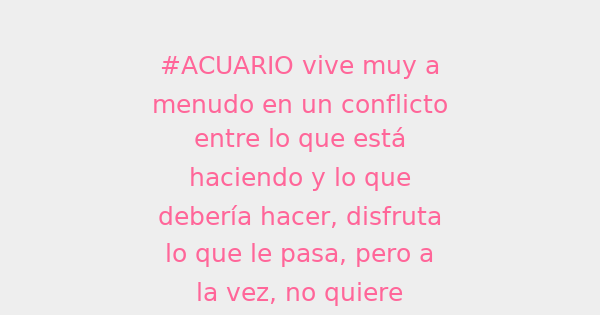 #ACUARIO vive muy a
menudo en un conflicto
entre lo que está
haciendo y lo que
debería hacer, disfruta
lo que le pasa, pero a
la vez, no quiere